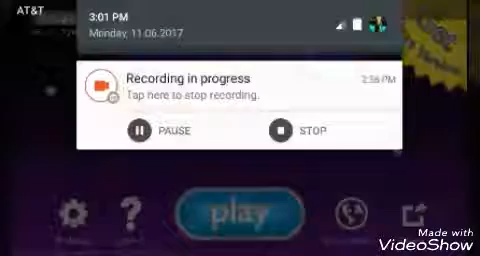 AT&T
3:01 PM
Monday, 11.06.2017
Recording in progress
2:56 PM
Tap here to stop recording.
PAUSE
STOP
play
Made with
VideoShow